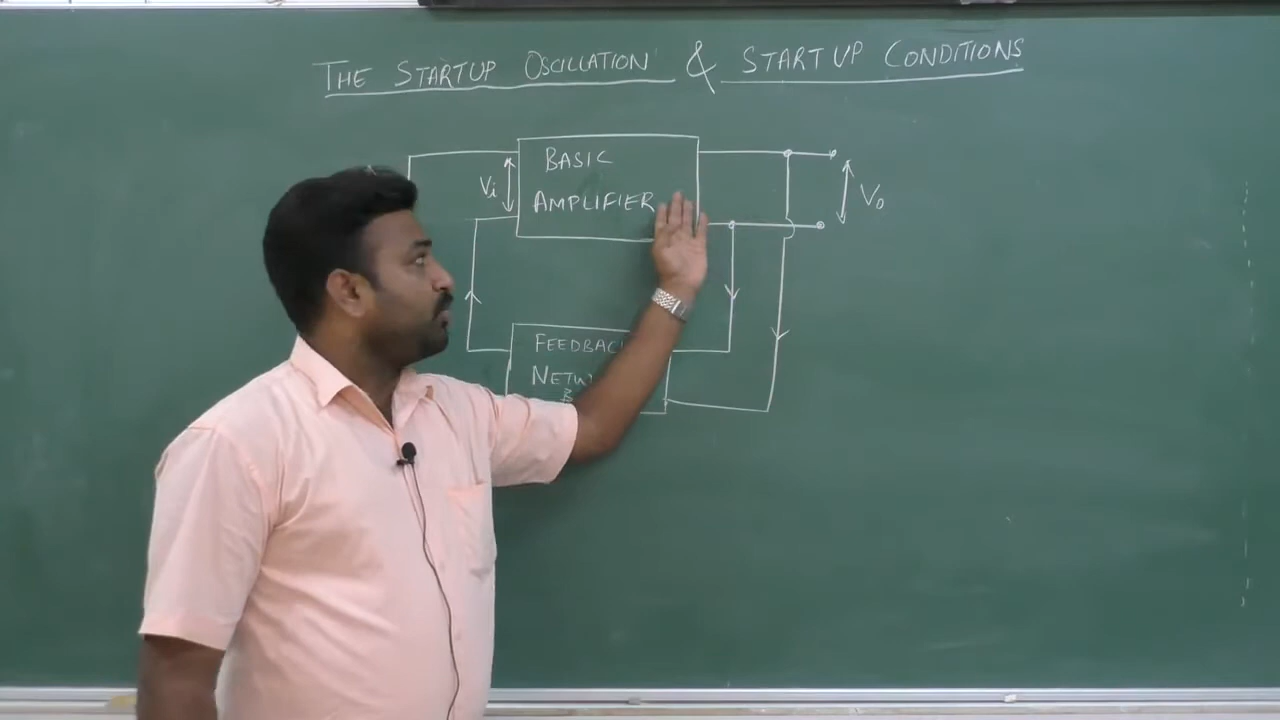 THE STARTUP OSCILLATION & START UP CONDITIONS
BASIC
AMPLIFIER
Vi
Vo
FEEDBAC
NETW